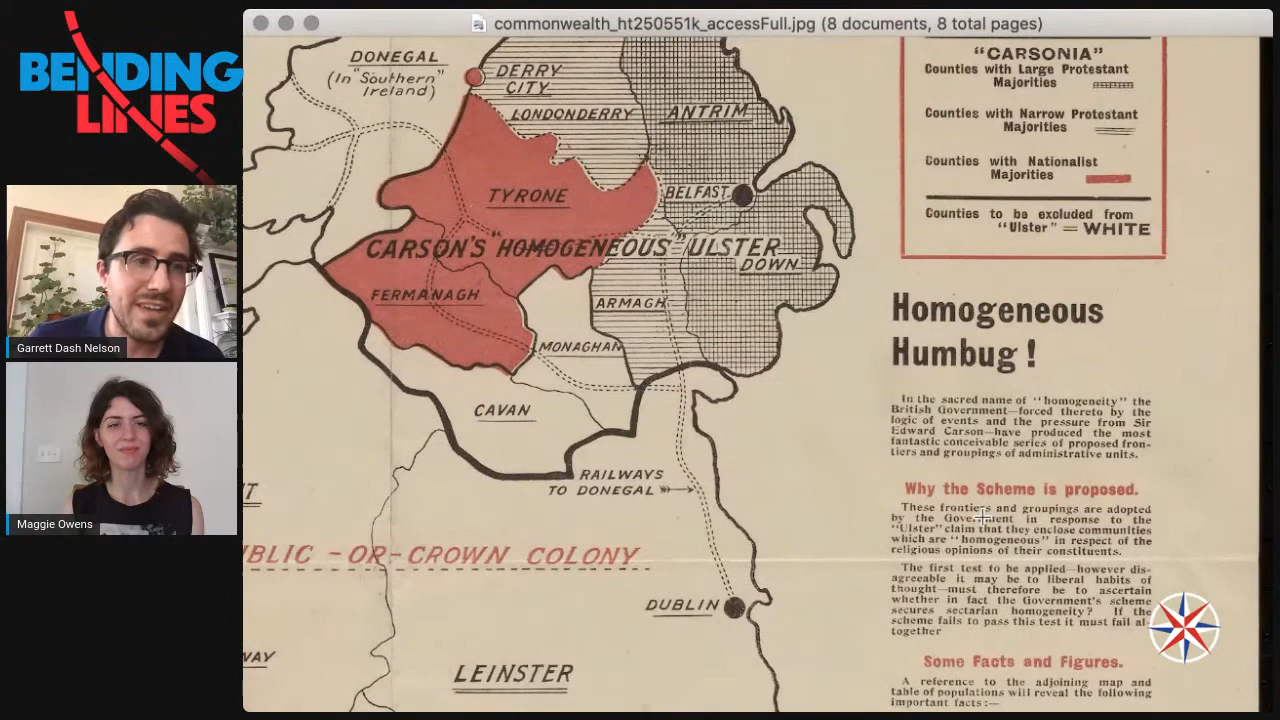 BENDING
LINES
Garrett Dash Nelson
Maggie Owens
commonwealth_ht250551k_accessFull.jpg (8 documents, 8 total pages)
DONEGAL
(In "Southern"
Ireland)
DERRY
CITY
LONDONDERRY
ANTRIM
TYRONE
BELFAST
CARSON'S "HOMOGENEOUS" ULSTER
DOWN
FERMANAGH
ARMAGH
MONAGHAN
CAVAN
RAILWAYS
TO DONEGAL
T
BLIC - OR - CROWN COLONY
DUBLIN
WAY
LEINSTER
"CARSONIA"
Counties with Large Protestant
Majorities
Counties with Narrow Protestant
Majorities
Counties with Nationalist
Majorities
Counties to be excluded from
"Ulster" = WHITE
Homogeneous
Humbug !
In the sacred name of "homogeneity" the
British Government—forced thereto by the
logic of events and the pressure from Sir
Edward Carson—have produced the most
fantastic conceivable series of proposed fron-
tiers and groupings of administrative units.
Why the Scheme is proposed.
These frontiers and groupings are adopted
by the Government in response to the
"Ulster" claim that they enclose communities
which are "homogeneous" in respect of the
religious opinions of their constituents.
The first test to be applied—however dis-
agreeable it may be to liberal habits of
thought—must therefore be to ascertain
whether in fact the Government's scheme
secures sectarian homogeneity? If the
scheme fails to pass this test it must fail al-
together
Some Facts and Figures.
A reference to the adjoining map and
table of populations will reveal the following
important facts :—